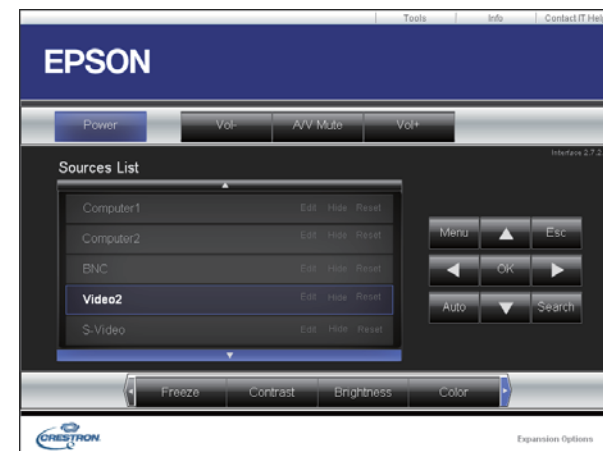 Tools Info Contact IT Hel
EPSON
Power Vol- A/V Mute Vol+
Interface 2.7.2
Sources List
Computer1 Edit Hide Reset
Computer2 Edit Hide Reset
BNC Edit Hide Reset
Video2 Edit Hide Reset
S-Video Edit Hide Reset
Menu Esc
OK
Auto Search
Freeze Contrast Brightness Color
CRESTRON
Expansion Options